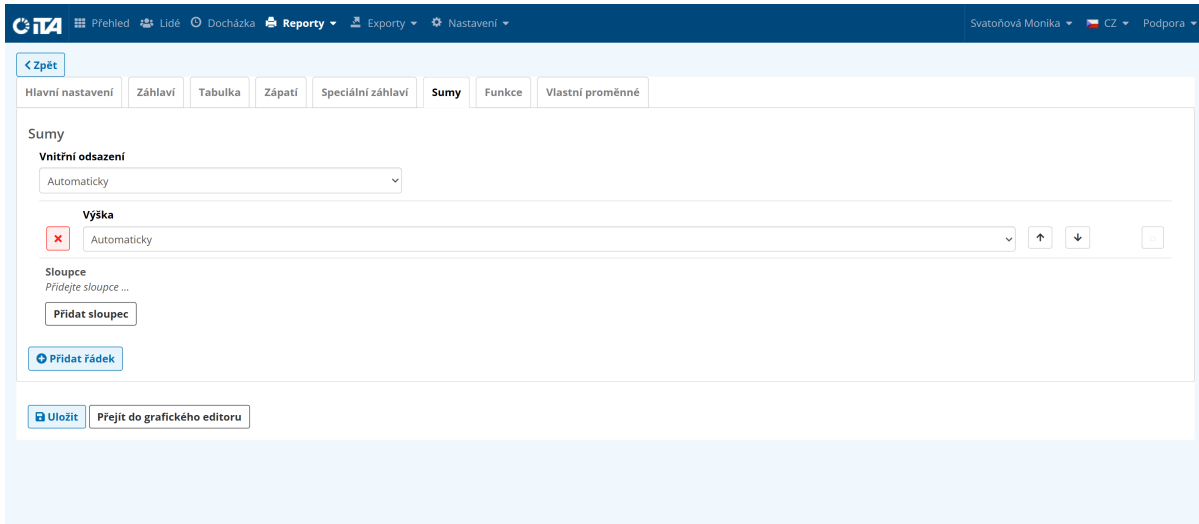 iTA Přehled Lidé Docházka Reporty Exporty Nastavení Svatoňová Monika CZ Podpora
Zpět
Hlavní nastavení Záhlaví Tabulka Zápatí Speciální záhlaví Sumy Funkce Vlastní proměnné
Sumy
Vnitřní odsazení
Automaticky
Výška
Automaticky
Sloupce
Přidejte sloupce ...
Přidat sloupec
Přidat řádek
Uložit Přejít do grafického editoru